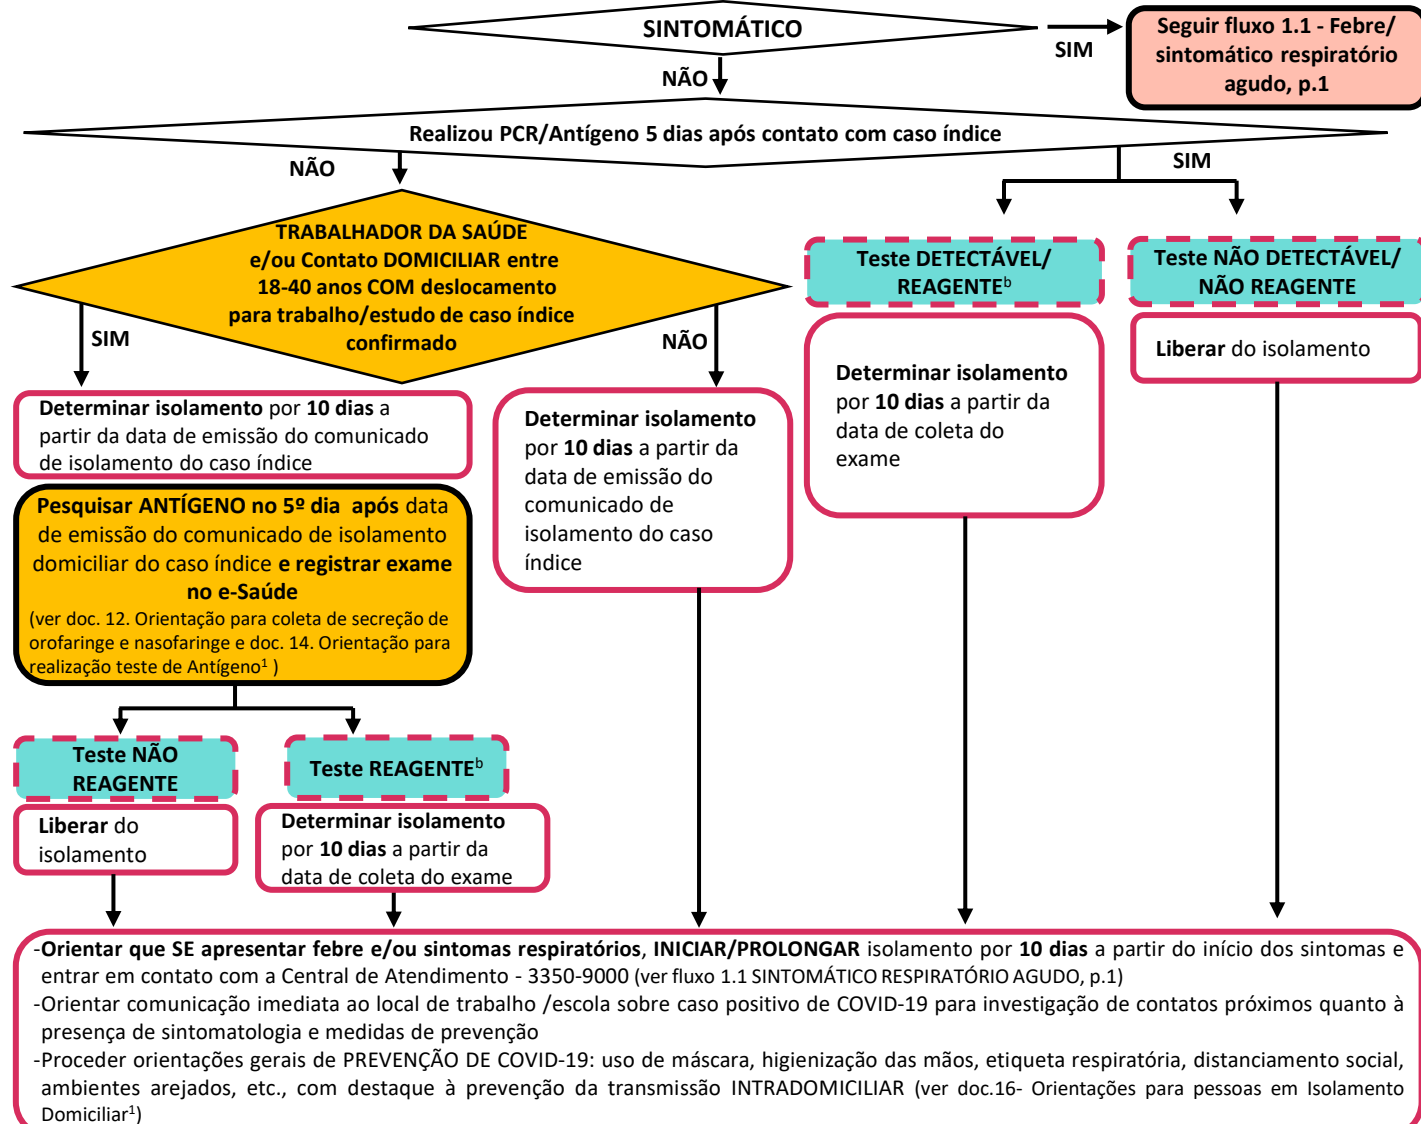 SINTOMÁTICO
SIM
Seguir fluxo 1.1 - Febre/
sintomático respiratório
agudo, p.1
NÃO
Realizou PCR/Antígeno 5 dias após contato com caso índice
NÃO
SIM
TRABALHADOR DA SAÚDE
e/ou Contato DOMICILIAR entre
18-40 anos COM deslocamento
para trabalho/estudo de caso índice
confirmado
SIM
NÃO
Teste DETECTÁVEL/
REAGENTEᵇ
Teste NÃO DETECTÁVEL/
NÃO REAGENTE
Determinar isolamento por 10 dias a
partir da data de emissão do comunicado
de isolamento do caso índice
Determinar isolamento
por 10 dias a partir da
data de emissão do
comunicado de
isolamento do caso
índice
Determinar isolamento
por 10 dias a partir da
data de coleta do
exame
Liberar do isolamento
Pesquisar ANTÍGENO no 5º dia após data
de emissão do comunicado de isolamento
domiciliar do caso índice e registrar exame
no e-Saúde
(ver doc. 12. Orientação para coleta de secreção de
orofaringe e nasofaringe e doc. 14. Orientação para
realização teste de Antígeno¹ )
Teste NÃO
REAGENTE
Teste REAGENTEᵇ
Liberar do
isolamento
Determinar isolamento
por 10 dias a partir da
data de coleta do exame
-Orientar que SE apresentar febre e/ou sintomas respiratórios, INICIAR/PROLONGAR isolamento por 10 dias a partir do início dos sintomas e
entrar em contato com a Central de Atendimento - 3350-9000 (ver fluxo 1.1 SINTOMÁTICO RESPIRATÓRIO AGUDO, p.1)
-Orientar comunicação imediata ao local de trabalho /escola sobre caso positivo de COVID-19 para investigação de contatos próximos quanto à
presença de sintomatologia e medidas de prevenção
-Proceder orientações gerais de PREVENÇÃO DE COVID-19: uso de máscara, higienização das mãos, etiqueta respiratória, distanciamento social,
ambientes arejados, etc., com destaque à prevenção da transmissão INTRADOMICILIAR (ver doc.16- Orientações para pessoas em Isolamento
Domiciliar¹)